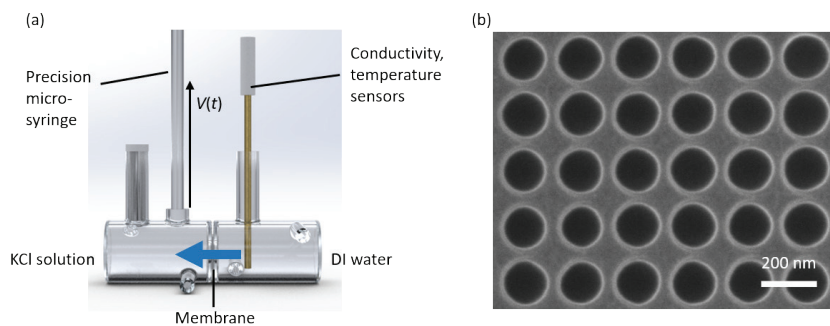 (a)
Precision
micro-
syringe
V(t)
Conductivity,
temperature
sensors
KCl solution
DI water
Membrane
(b)
200 nm